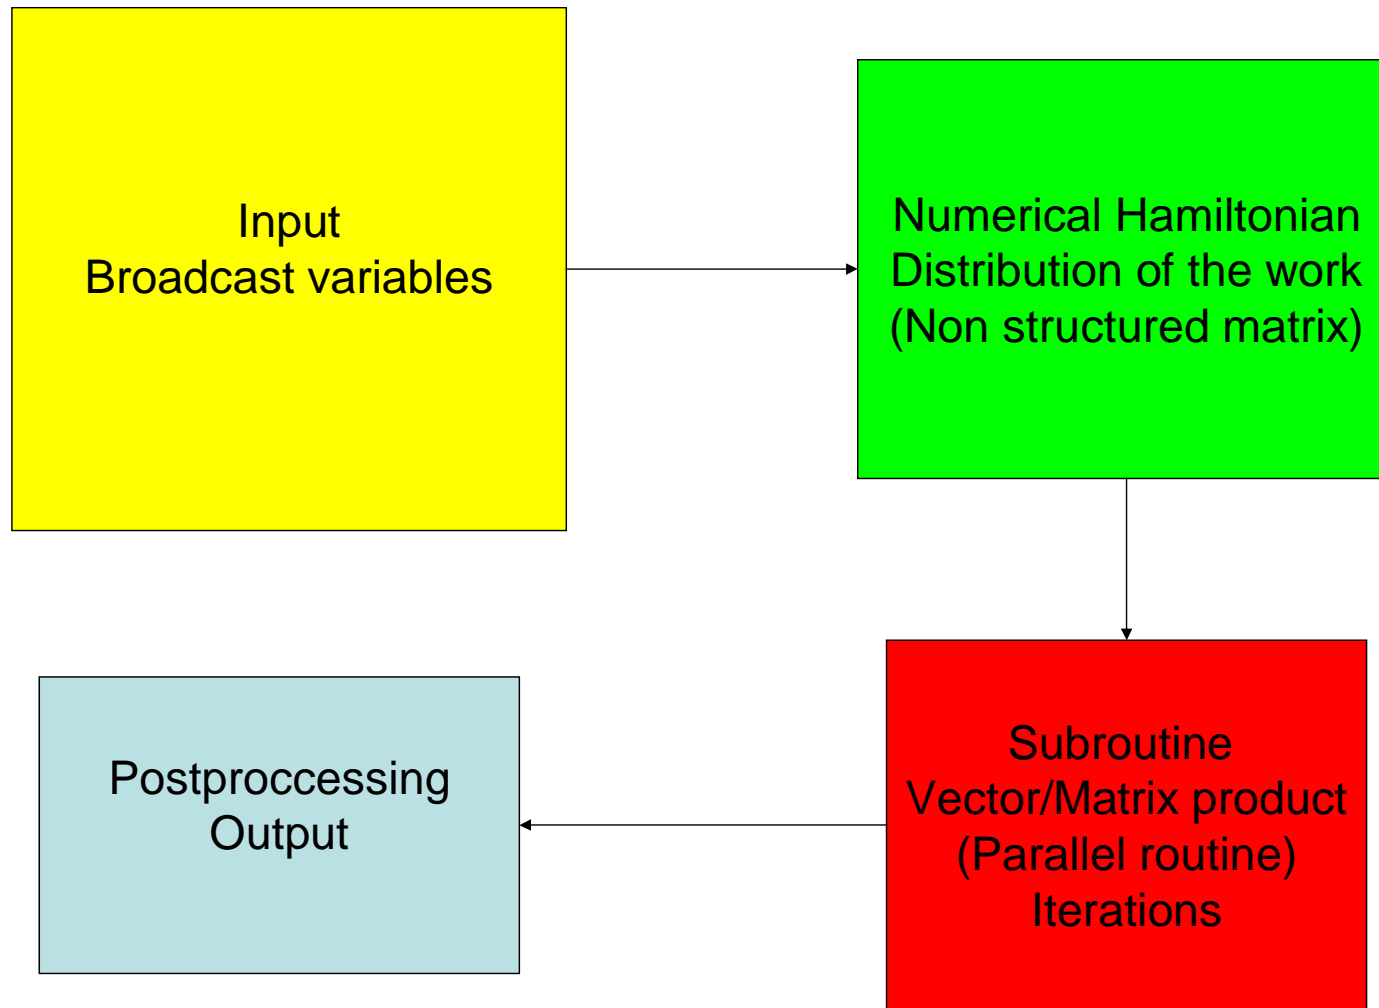 Input
Broadcast variables
Numerical Hamiltonian
Distribution of the work
(Non structured matrix)
Subroutine
Vector/Matrix product
(Parallel routine)
Iterations
Postproccessing
Output